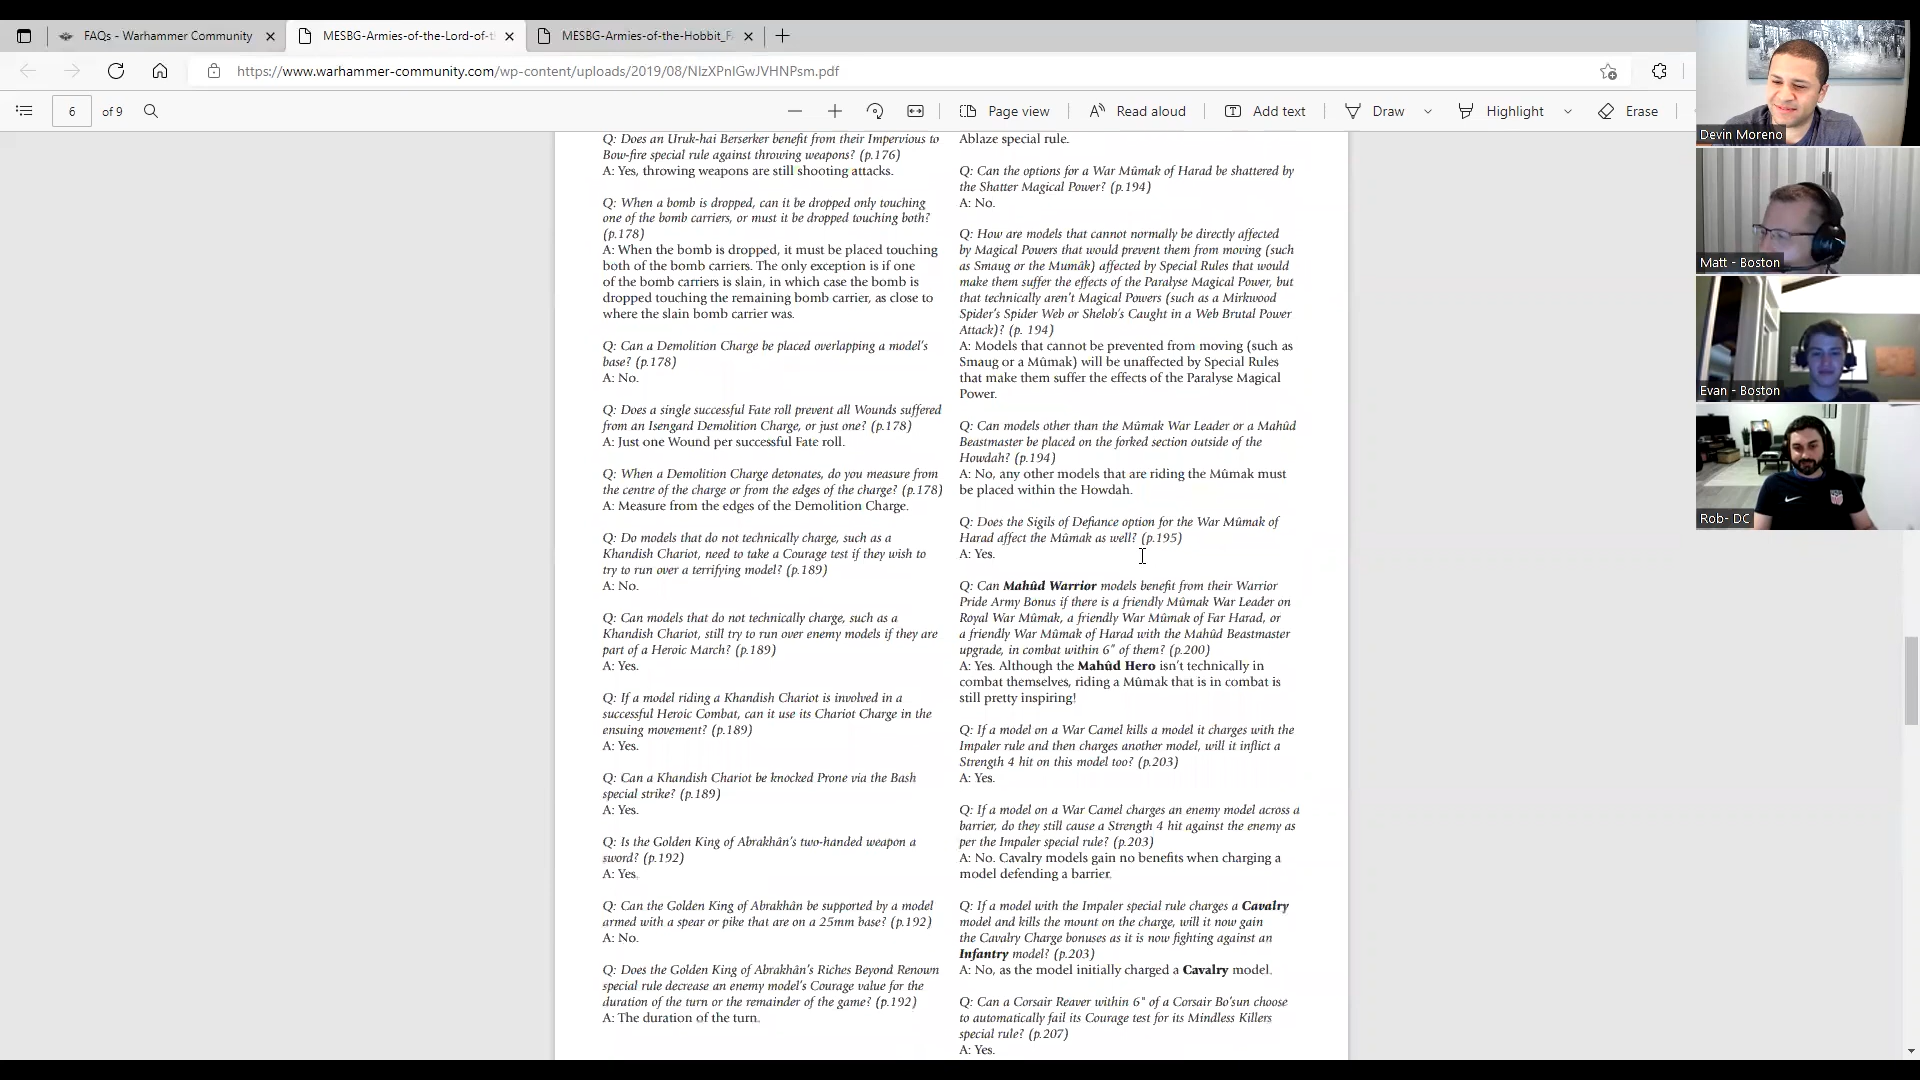 FAQs - Warhammer Community
MESBG-Armies-of-the-Lord-of-t
MESBG-Armies-of-the-Hobbit_F
https://www.warhammer-community.com/wp-content/uploads/2019/08/NlzXPnlGwJVHNPsm.pdf
6 of 9
Page view
Read aloud
Add text
Draw
Highlight
Erase
Q: Does an Uruk-hai Berserker benefit from their Impervious to
Bow-fire special rule against throwing weapons? (p.176)
A: Yes, throwing weapons are still shooting attacks.
Q: When a bomb is dropped, can it be dropped only touching
one of the bomb carriers, or must it be dropped touching both?
(p.178)
A: When the bomb is dropped, it must be placed touching
both of the bomb carriers. The only exception is if one
of the bomb carriers is slain, in which case the bomb is
dropped touching the remaining bomb carrier, as close to
where the slain bomb carrier was.
Q: Can a Demolition Charge be placed overlapping a model's
base? (p.178)
A: No.
Q: Does a single successful Fate roll prevent all Wounds suffered
from an Isengard Demolition Charge, or just one? (p.178)
A: Just one Wound per successful Fate roll.
Q: When a Demolition Charge detonates, do you measure from
the centre of the charge or from the edges of the charge? (p.178)
A: Measure from the edges of the Demolition Charge.
Q: Do models that do not technically charge, such as a
Khandish Chariot, need to take a Courage test if they wish to
try to run over a terrifying model? (p.189)
A: No.
Q: Can models that do not technically charge, such as a
Khandish Chariot, still try to run over enemy models if they are
part of a Heroic March? (p.189)
A: Yes.
Q: If a model riding a Khandish Chariot is involved in a
successful Heroic Combat, can it use its Chariot Charge in the
ensuing movement? (p.189)
A: Yes.
Q: Can a Khandish Chariot be knocked Prone via the Bash
special strike? (p.189)
A: Yes.
Q: Is the Golden King of Abrakhân's two-handed weapon a
sword? (p.192)
A: Yes.
Q: Can the Golden King of Abrakhân be supported by a model
armed with a spear or pike that are on a 25mm base? (p.192)
A: No.
Q: Does the Golden King of Abrakhân's Riches Beyond Renown
special rule decrease an enemy model's Courage value for the
duration of the turn or the remainder of the game? (p.192)
A: The duration of the turn.
Ablaze special rule.
Q: Can the options for a War Mûmak of Harad be shattered by
the Shatter Magical Power? (p.194)
A: No.
Q: How are models that cannot normally be directly affected
by Magical Powers that would prevent them from moving (such
as Smaug or the Mumâk) affected by Special Rules that would
make them suffer the effects of the Paralyse Magical Power, but
that technically aren't Magical Powers (such as a Mirkwood
Spider's Spider Web or Shelob's Caught in a Web Brutal Power
Attack)? (p. 194)
A: Models that cannot be prevented from moving (such as
Smaug or a Mûmak) will be unaffected by Special Rules
that make them suffer the effects of the Paralyse Magical
Power.
Q: Can models other than the Mûmak War Leader or a Mahûd
Beastmaster be placed on the forked section outside of the
Howdah? (p.194)
A: No, any other models that are riding the Mûmak must
be placed within the Howdah.
Q: Does the Sigils of Defiance option for the War Mûmak of
Harad affect the Mûmak as well? (p.195)
A: Yes.
Q: Can Mahûd Warrior models benefit from their Warrior
Pride Army Bonus if there is a friendly Mûmak War Leader on
Royal War Mûmak, a friendly War Mûmak of Far Harad, or
a friendly War Mûmak of Harad with the Mahûd Beastmaster
upgrade, in combat within 6" of them? (p.200)
A: Yes. Although the Mahûd Hero isn't technically in
combat themselves, riding a Mûmak that is in combat is
still pretty inspiring!
Q: If a model on a War Camel kills a model it charges with the
Impaler rule and then charges another model, will it inflict a
Strength 4 hit on this model too? (p.203)
A: Yes.
Q: If a model on a War Camel charges an enemy model across a
barrier, do they still cause a Strength 4 hit against the enemy as
per the Impaler special rule? (p.203)
A: No. Cavalry models gain no benefits when charging a
model defending a barrier.
Q: If a model with the Impaler special rule charges a Cavalry
model and kills the mount on the charge, will it now gain
the Cavalry Charge bonuses as it is now fighting against an
Infantry model? (p.203)
A: No, as the model initially charged a Cavalry model.
Q: Can a Corsair Reaver within 6" of a Corsair Bo'sun choose
to automatically fail its Courage test for its Mindless Killers
special rule? (p.207)
A: Yes.
Devin Moreno
Matt - Boston
Evan - Boston
Rob- DC